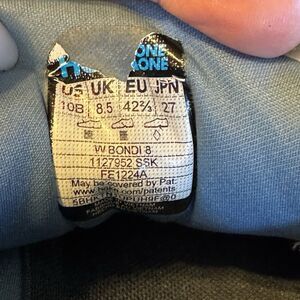 ONE
ONE
US UK EU JPN
10B 8.5 42⅔ 27
W BONDI 8
1127952 SSK
FE1224A
May be covered by Pat: